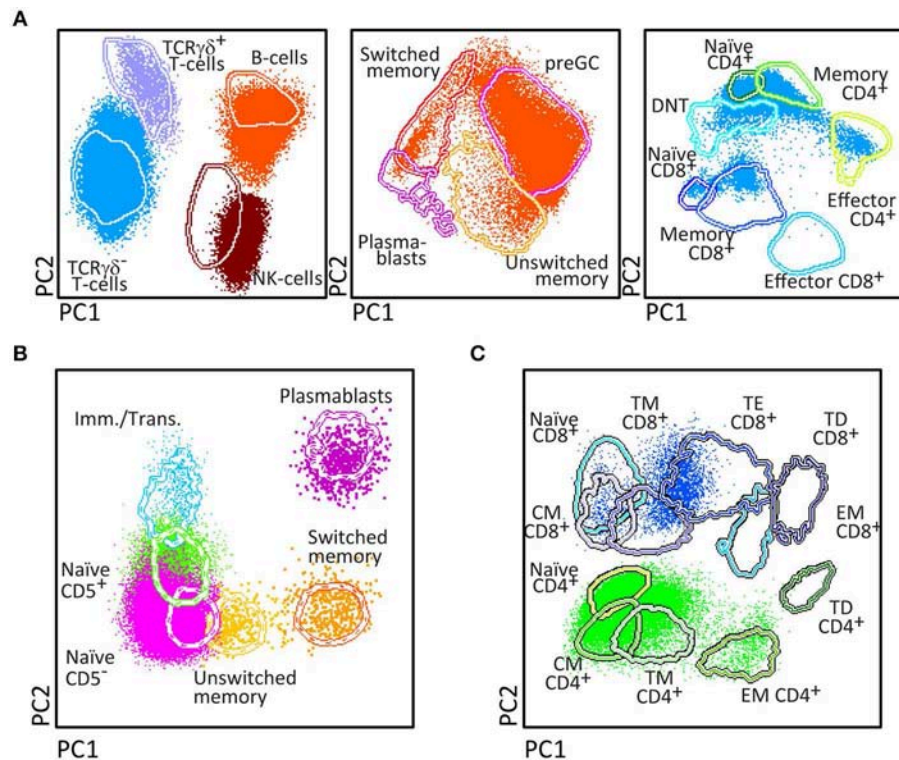 A
TCRγδ+
T-cells
B-cells
TCRγδ-
T-cells
NK-cells
PC2
PC1
Switched
memory
preGC
Plasma-
blasts
Unswitched
memory
PC2
PC1
Naïve
CD4+
Memory
CD4+
DNT
Naïve
CD8+
Effector
CD4+
Memory
CD8+
Effector CD8+
PC2
PC1
B
Imm./Trans.
Plasmablasts
Switched
memory
Naïve
CD5+
Naïve
CD5-
Unswitched
memory
PC2
PC1
C
Naïve
CD8+
TM
CD8+
TE
CD8+
TD
CD8+
CM
CD8+
EM
CD8+
Naïve
CD4+
TD
CD4+
CM
CD4+
TM
CD4+
EM CD4+
PC2
PC1